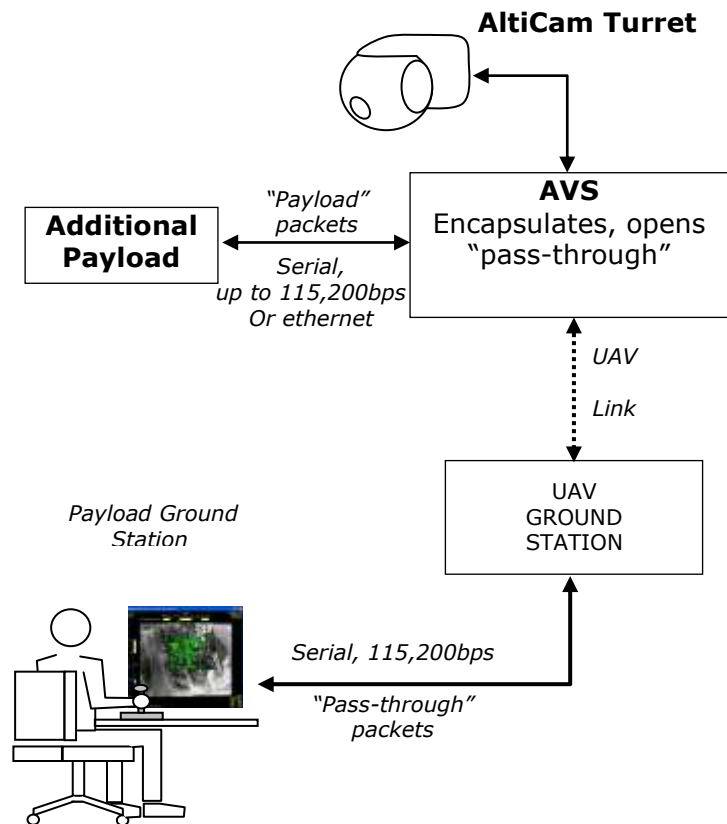 AltiCam Turret
AVS
Encapsulates, opens
“pass-through”
“Payload”
packets
Additional
Payload
Serial,
up to 115,200bps
Or ethernet
UAV
Link
UAV
GROUND
STATION
Payload Ground
Station
Serial, 115,200bps
“Pass-through”
packets